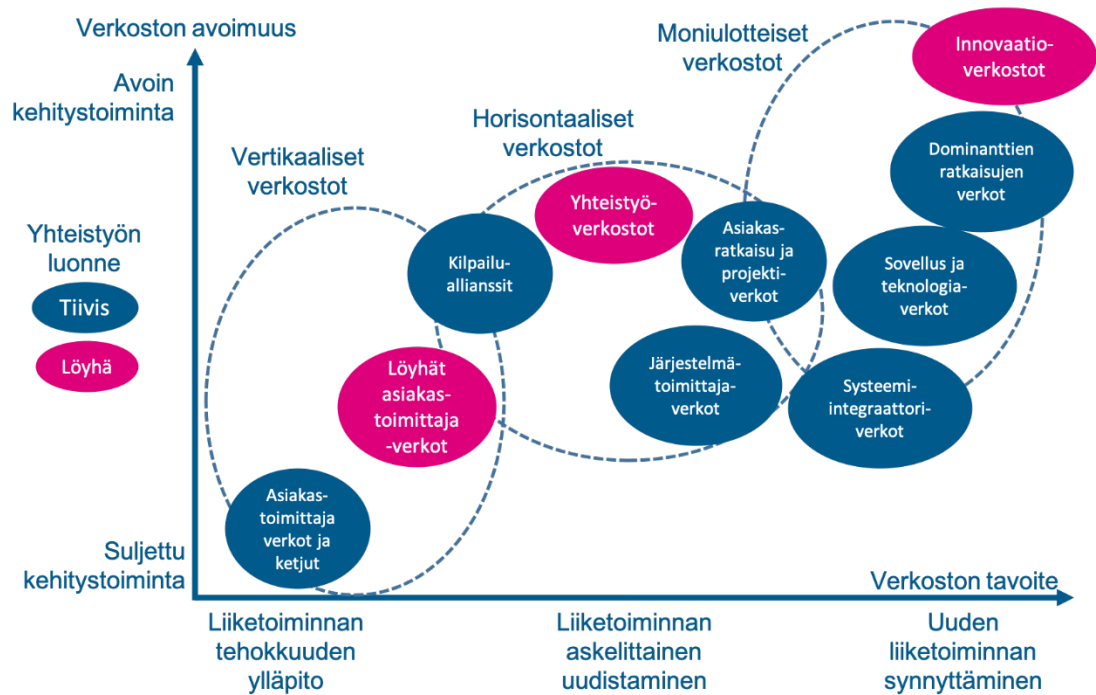 Verkoston avoimuus
Avoin
kehitystoiminta
Vertikaaliset
verkostot
Horisontaaliset
verkostot
Moniulotteiset
verkostot
Innovaatio-
verkostot
Dominanttien
ratkaisujen
verkot
Yhteistyö-
verkostot
Asiakas-
ratkaisu ja
projekti-
verkot
Sovellus ja
teknologia-
verkot
Kilpailu-
allianssit
Yhteistyön
luonne
Tiivis
Löyhä
Löyhät
asiakas-
toimittaja
-verkot
Järjestelmä-
toimittaja-
verkot
Systeemi-
integraattori-
verkot
Asiakas-
toimittaja
verkot ja
ketjut
Suljettu
kehitystoiminta
Verkoston tavoite
Liiketoiminnan
tehokkuuden
ylläpito
Liiketoiminnan
askelittainen
uudistaminen
Uuden
liiketoiminnan
synnyttäminen